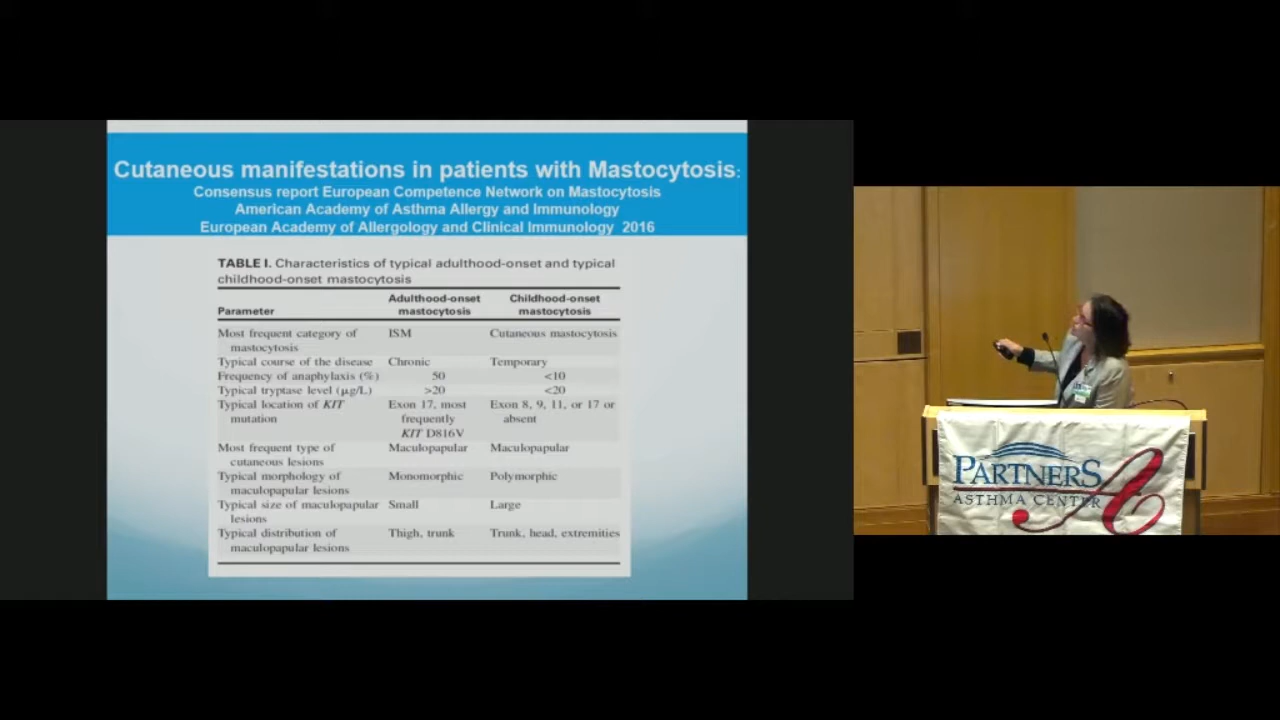 Cutaneous manifestations in patients with Mastocytosis:
Consensus report European Competence Network on Mastocytosis
American Academy of Asthma Allergy and Immunology
European Academy of Allergology and Clinical Immunology 2016
TABLE I. Characteristics of typical adulthood-onset and typical
childhood-onset mastocytosis
Parameter
Adulthood-onset
mastocytosis
Childhood-onset
mastocytosis
Most frequent category of
mastocytosis
ISM
Cutaneous mastocytosis
Typical course of the disease
Chronic
Temporary
Frequency of anaphylaxis (%)
50
<10
Typical tryptase level (µg/L)
>20
<20
Typical location of KIT
mutation
Exon 17, most
frequently
KIT D816V
Exon 8, 9, 11, or 17 or
absent
Most frequent type of
cutaneous lesions
Maculopapular
Maculopapular
Typical morphology of
maculopapular lesions
Monomorphic
Polymorphic
Typical size of maculopapular
lesions
Small
Large
Typical distribution of
maculopapular lesions
Thigh, trunk
Trunk, head, extremities
PARTNERS
ASTHMA CENTER